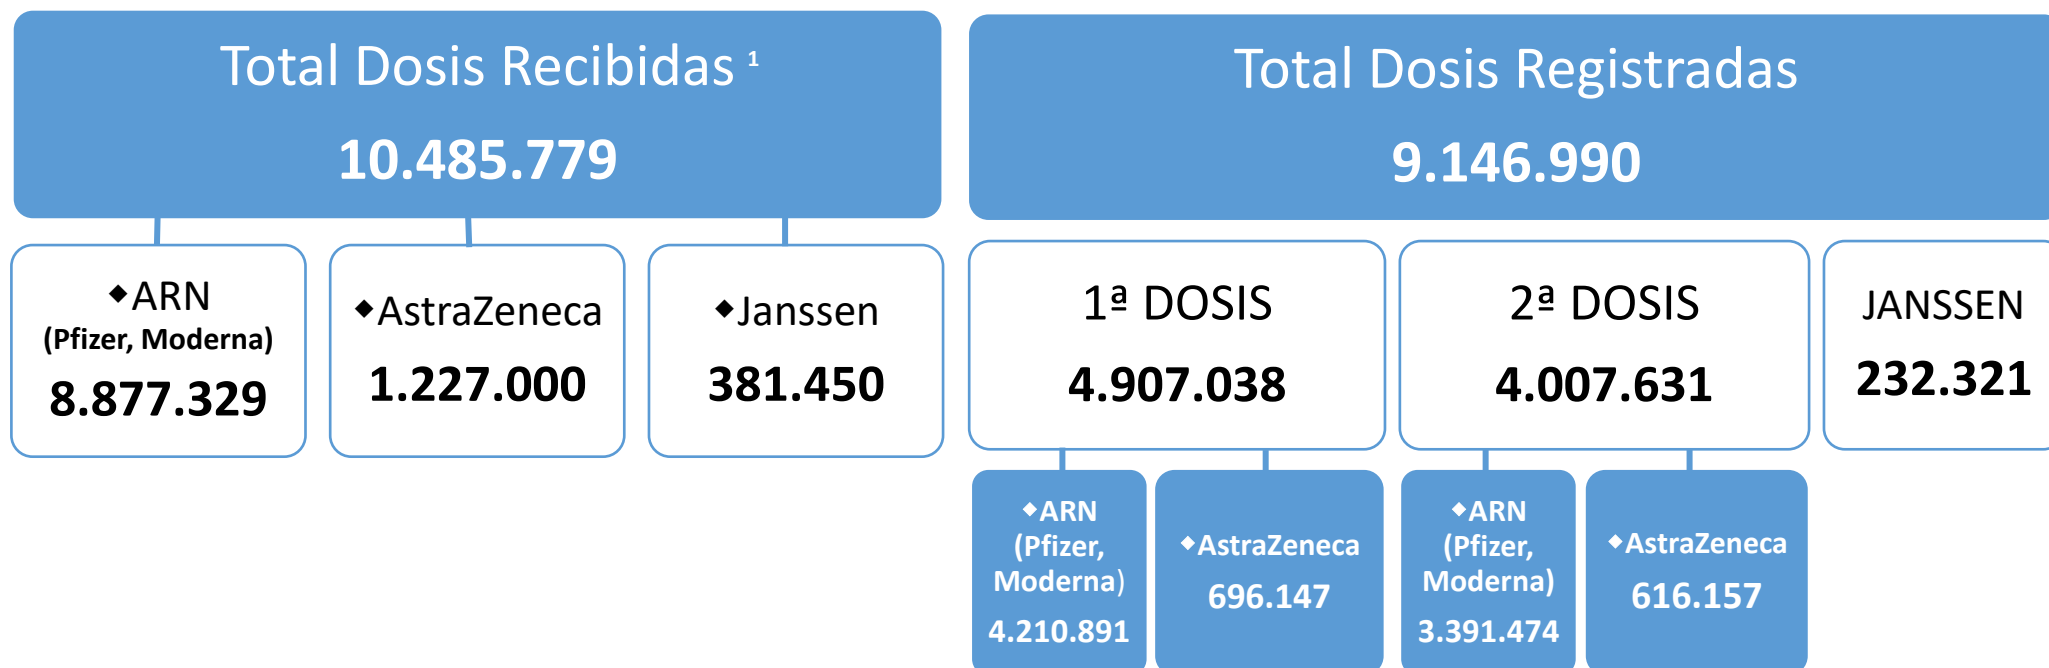 Total Dosis Recibidas ¹
10.485.779
◆ARN
(Pfizer, Moderna)
8.877.329
◆AstraZeneca
1.227.000
◆Janssen
381.450
Total Dosis Registradas
9.146.990
1ª DOSIS
4.907.038
2ª DOSIS
4.007.631
JANSSEN
232.321
◆ARN
(Pfizer,
Moderna)
4.210.891
◆AstraZeneca
696.147
◆ARN
(Pfizer,
Moderna)
3.391.474
◆AstraZeneca
616.157